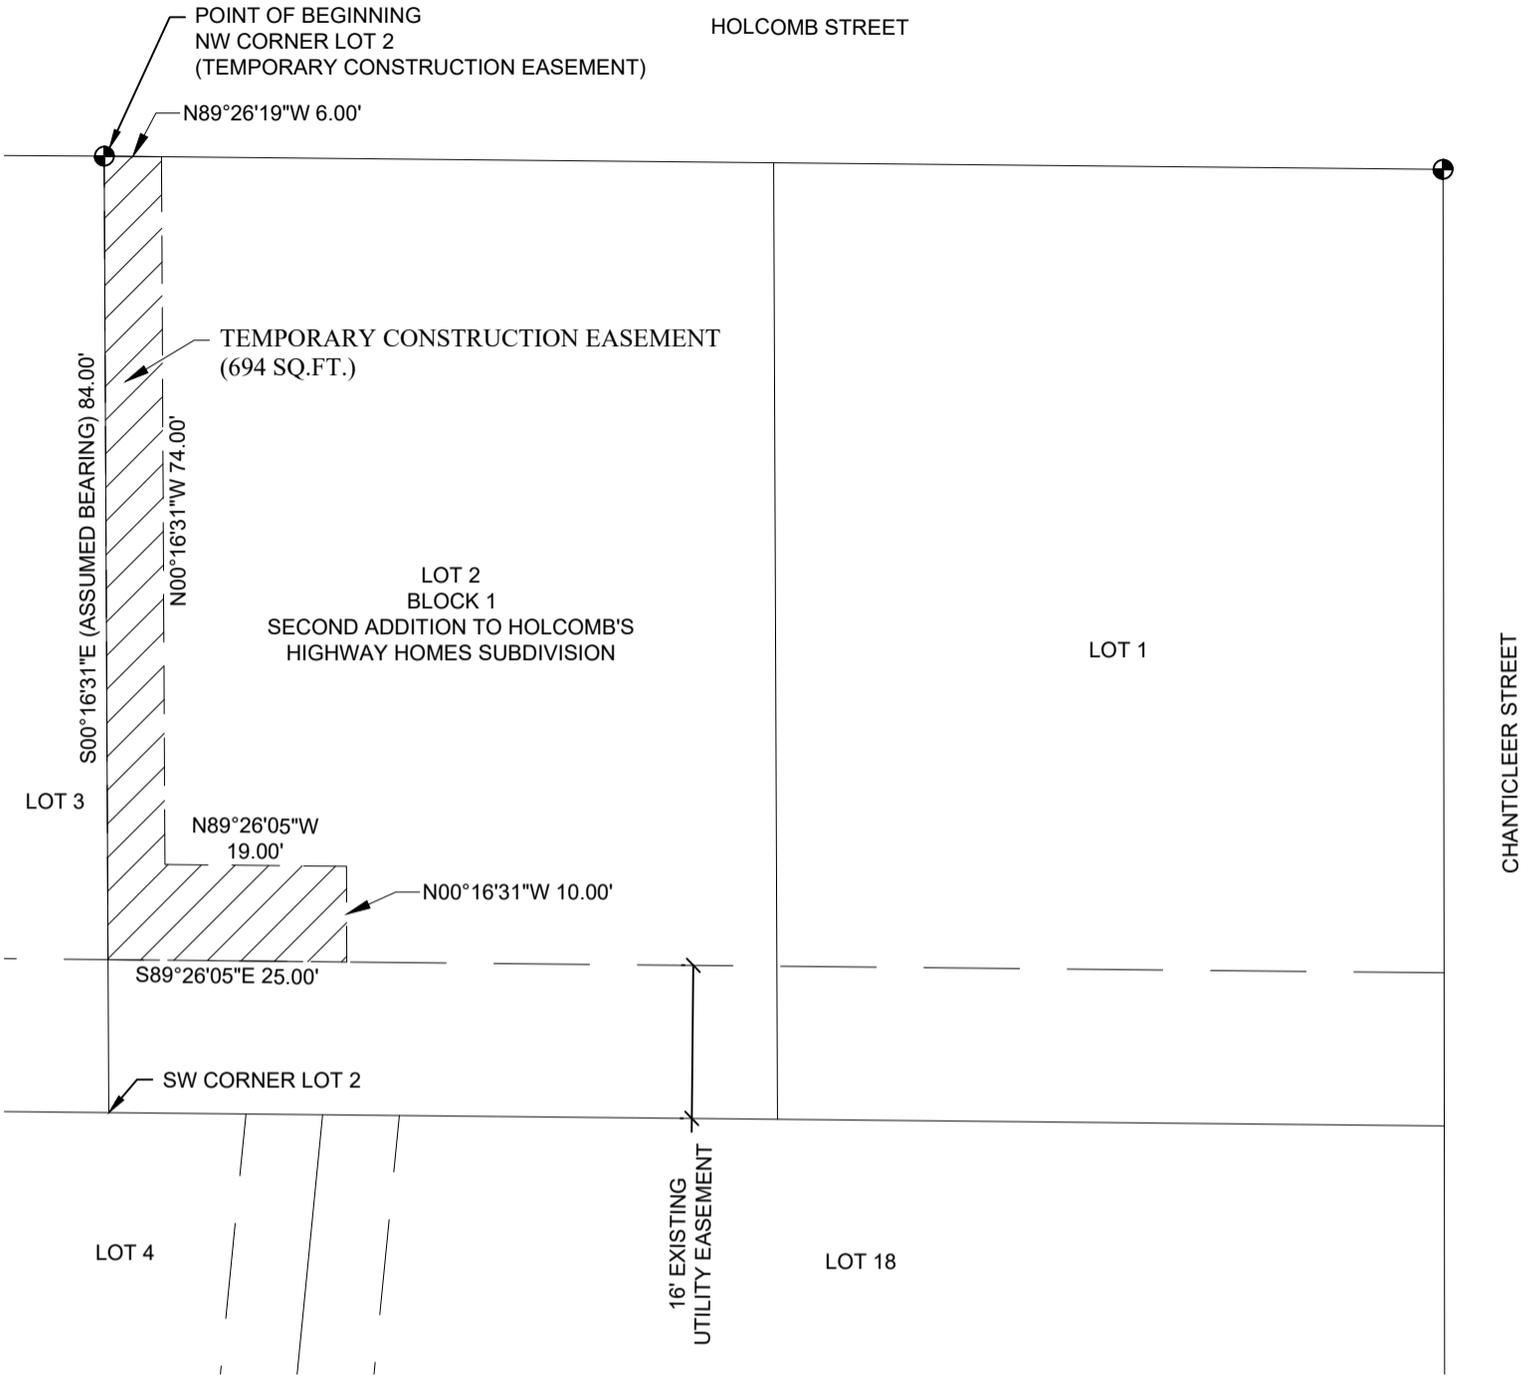 POINT OF BEGINNING
NW CORNER LOT 2
(TEMPORARY CONSTRUCTION EASEMENT)
HOLCOMB STREET
N89°26'19"W 6.00'
TEMPORARY CONSTRUCTION EASEMENT
(694 SQ.FT.)
S00°16'31"E (ASSUMED BEARING) 84.00'
N00°16'31"W 74.00'
LOT 2
BLOCK 1
SECOND ADDITION TO HOLCOMB'S
HIGHWAY HOMES SUBDIVISION
LOT 1
CHANTICLEER STREET
LOT 3
N89°26'05"W
19.00'
N00°16'31"W 10.00'
S89°26'05"E 25.00'
SW CORNER LOT 2
16' EXISTING
UTILITY EASEMENT
LOT 4
LOT 18